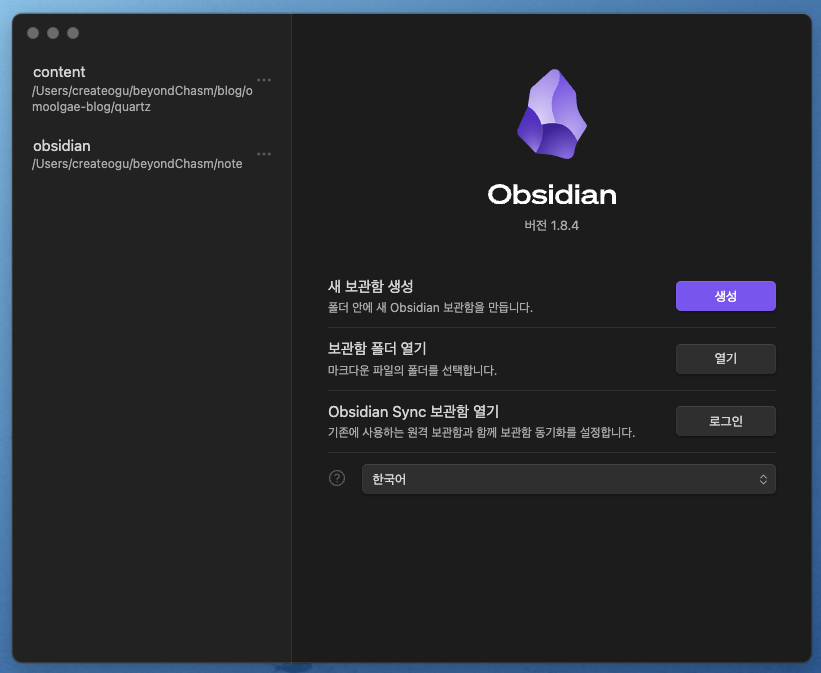 content
/Users/createogu/beyondChasm/blog/o
moolgae-blog/quartz
obsidian
/Users/createogu/beyondChasm/note
Obsidian
버전 1.8.4
새 보관함 생성
폴더 안에 새 Obsidian 보관함을 만듭니다.
생성
보관함 폴더 열기
마크다운 파일의 폴더를 선택합니다.
열기
Obsidian Sync 보관함 열기
기존에 사용하는 원격 보관함과 함께 보관함 동기화를 설정합니다.
로그인
한국어